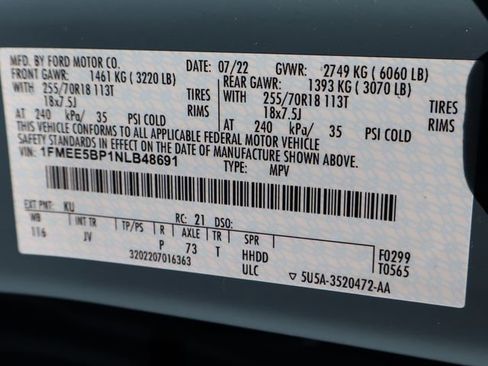 MFD. BY FORD MOTOR CO. DATE: 07/22 GVWR: 2749 KG ( 6060 LB)
FRONT GAWR: 1461 KG ( 3220 LB) REAR GAWR: 1393 KG ( 3070 LB)
WITH 255/70R18 113T TIRES WITH 255/70R18 113T TIRES
18x7.5J RIMS 18x7.5J RIMS
AT 240 kPa/ 35 PSI COLD AT 240 kPa/ 35 PSI COLD
THIS VEHICLE CONFORMS TO ALL APPLICABLE FEDERAL MOTOR VEHICLE
SAFETY STANDARDS IN EFFECT ON THE DATE OF MANUFACTURE SHOWN ABOVE.
VIN: 1FMEE5BP1NLB48691 TYPE: MPV
EXT PNT: KU RC: 21 DSO:
WB INT TR TP/PS R AXLE TR SPR
116 JV P 73 T HHDD F0299
3202207016363 ULC T0565
▽ 5U5A-3520472-AA